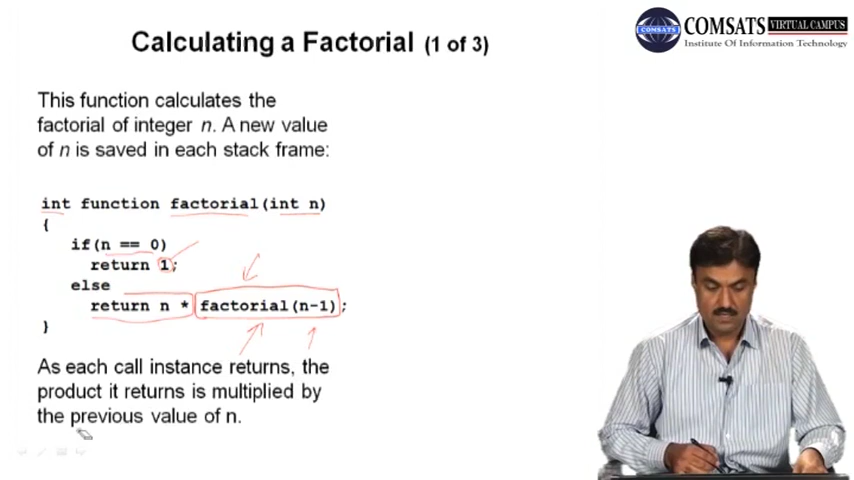 Calculating a Factorial (1 of 3)
COMSATS VIRTUAL CAMPUS
COMSATS
Institute Of Information Technology
This function calculates the
factorial of integer n. A new value
of n is saved in each stack frame:
int function factorial(int n)
{
if(n == 0)
return 1;
else
return n * factorial(n-1);
}
As each call instance returns, the
product it returns is multiplied by
the previous value of n.